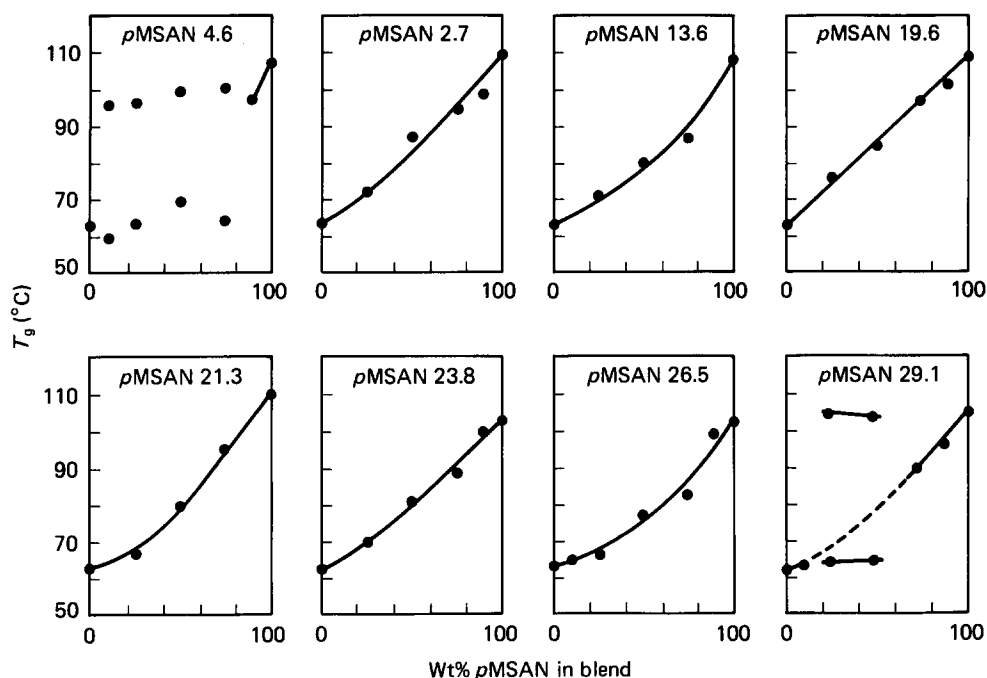 pMSAN 4.6
pMSAN 2.7
pMSAN 13.6
pMSAN 19.6
110
90
70
50
0 100
0 100
0 100
0 100
Tg (°C)
pMSAN 21.3
pMSAN 23.8
pMSAN 26.5
pMSAN 29.1
110
90
70
50
0 100
0 100
0 100
0 100
Wt% pMSAN in blend